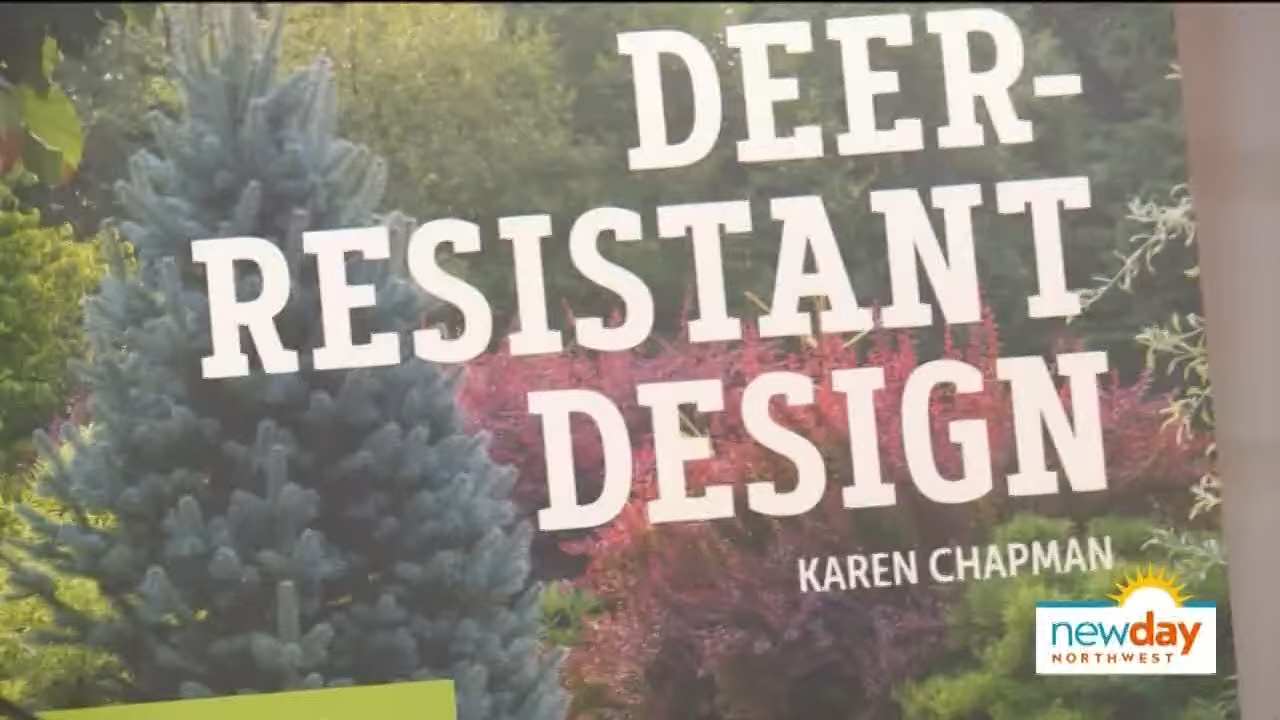 DEER-
RESISTANT
DESIGN
KAREN CHAPMAN
newday
NORTHWEST